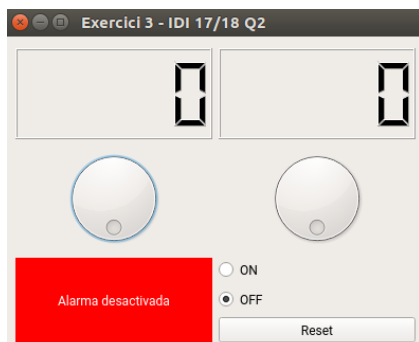 Exercici 3 - IDI 17/18 Q2
0 0
ON
Alarma desactivada
OFF
Reset